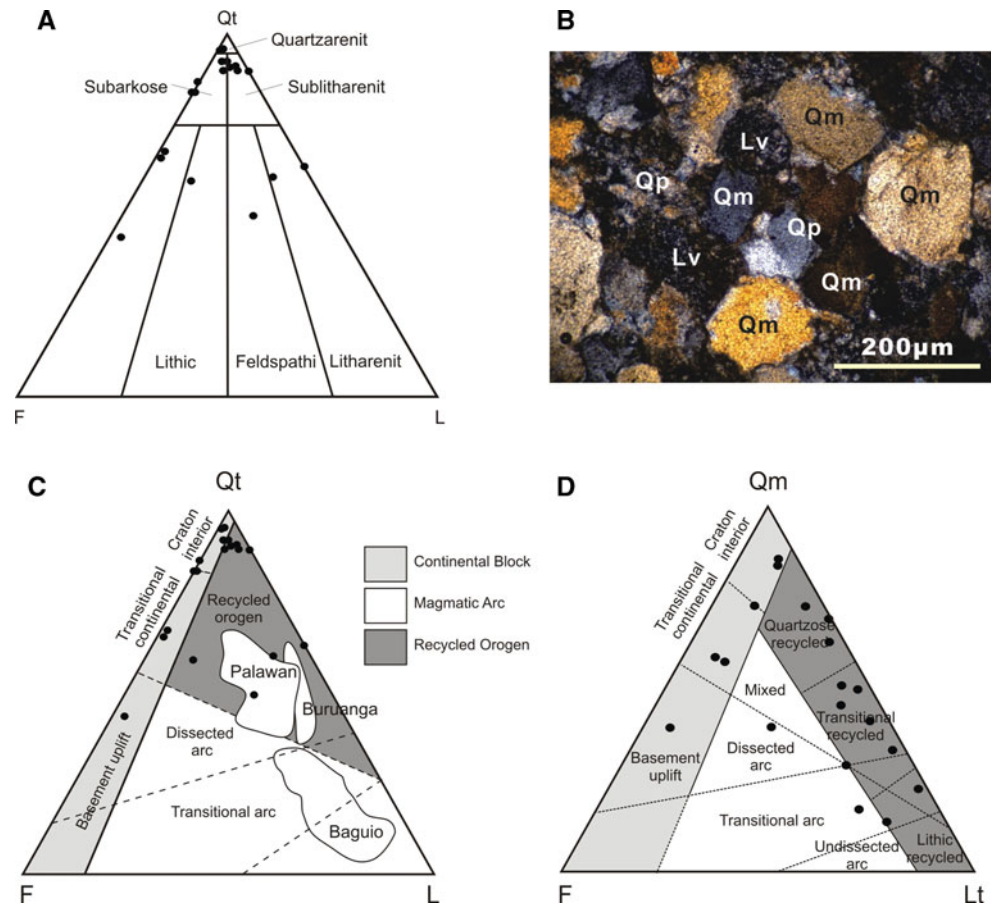 A
Qt
Quartzarenit
Subarkose
Sublitharenit
Lithic
Feldspathi
Litharenit
F
L
B
Qm
Lv
Qp
Qm
Qm
Qp
Lv
Qm
Qm
200µm
C
Qt
Craton
interior
Transitional
continental
Recycled
orogen
Palawan
Buruanga
Dissected
arc
Basement uplift
Transitional arc
Baguio
F
L
Continental Block
Magmatic Arc
Recycled Orogen
D
Qm
Craton
interior
Transitional
continental
Quartzose
recycled
Mixed
Transitional
recycled
Dissected
arc
Basement
uplift
Transitional arc
Undissected
arc
Lithic
recycled
F
Lt